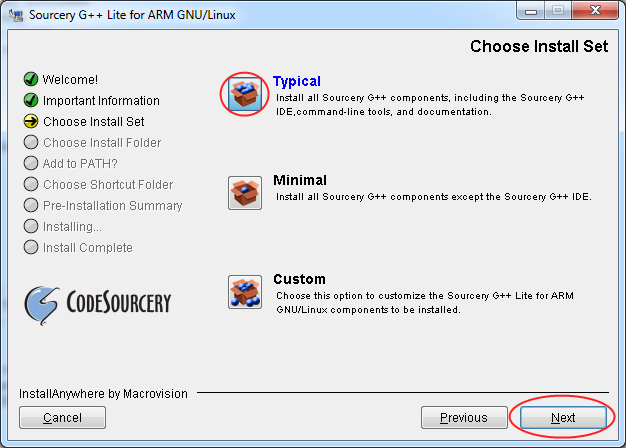 Sourcery G++ Lite for ARM GNU/Linux
Choose Install Set
Welcome!
Important Information
Choose Install Set
Choose Install Folder
Add to PATH?
Choose Shortcut Folder
Pre-Installation Summary
Installing...
Install Complete
CODESOURCERY
Typical
Install all Sourcery G++ components, including the Sourcery G++
IDE,command-line tools, and documentation.
Minimal
Install all Sourcery G++ components except the Sourcery G++ IDE.
Custom
Choose this option to customize the Sourcery G++ Lite for ARM
GNU/Linux components to be installed.
InstallAnywhere by Macrovision
Cancel
Previous
Next